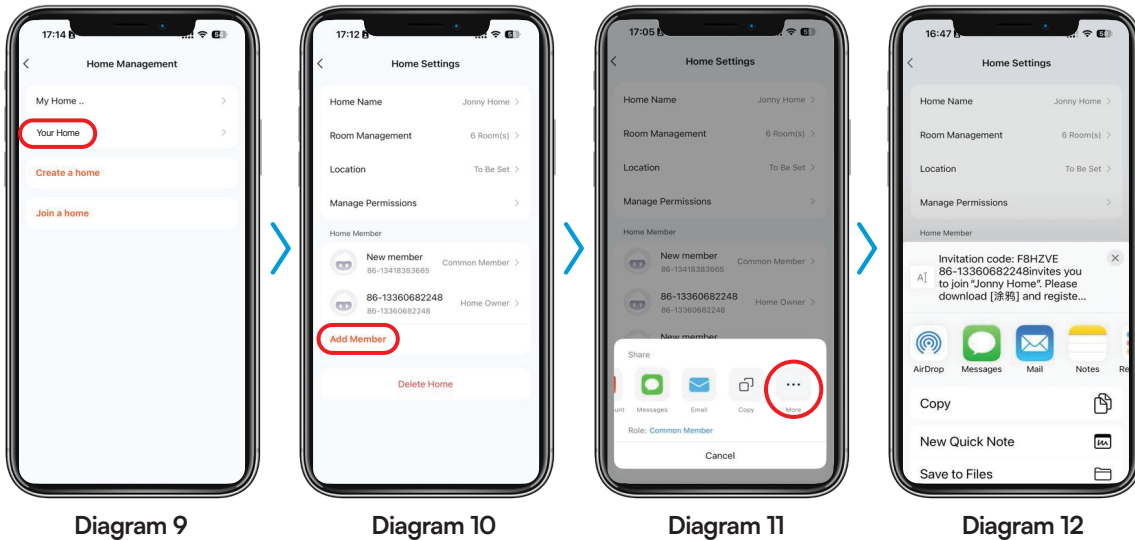 17:14
Home Management
My Home ..
Your Home
Create a home
Join a home
Diagram 9
17:12
Home Settings
Home Name Jonny Home
Room Management 6 Room(s)
Location To Be Set
Manage Permissions
Home Member
New member
86-13418383665
Common Member
86-13360682248
86-13360682248
Home Owner
Add Member
Delete Home
Diagram 10
17:05
Home Settings
Home Name Jonny Home
Room Management 6 Room(s)
Location To Be Set
Manage Permissions
Home Member
New member
86-13418383665
Common Member
86-13360682248
86-13360682248
Home Owner
New member
Share
unt Messages Email Copy More
Role: Common Member
Cancel
Diagram 11
16:47
Home Settings
Home Name Jonny Home
Room Management 6 Room(s)
Location To Be Set
Manage Permissions
Home Member
Invitation code: F8HZVE
86-13360682248invites you
to join "Jonny Home". Please
download [涂鸦] and registe...
AirDrop Messages Mail Notes Re
Copy
New Quick Note
Save to Files
Diagram 12